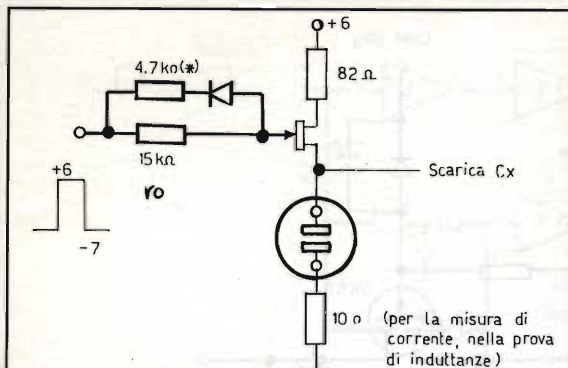 +6
4.7 kΩ(*)
82 Ω
15 kΩ
ro
Scarica Cx
+6
-7
10 Ω (per la misura di
corrente, nella prova
di induttanze)